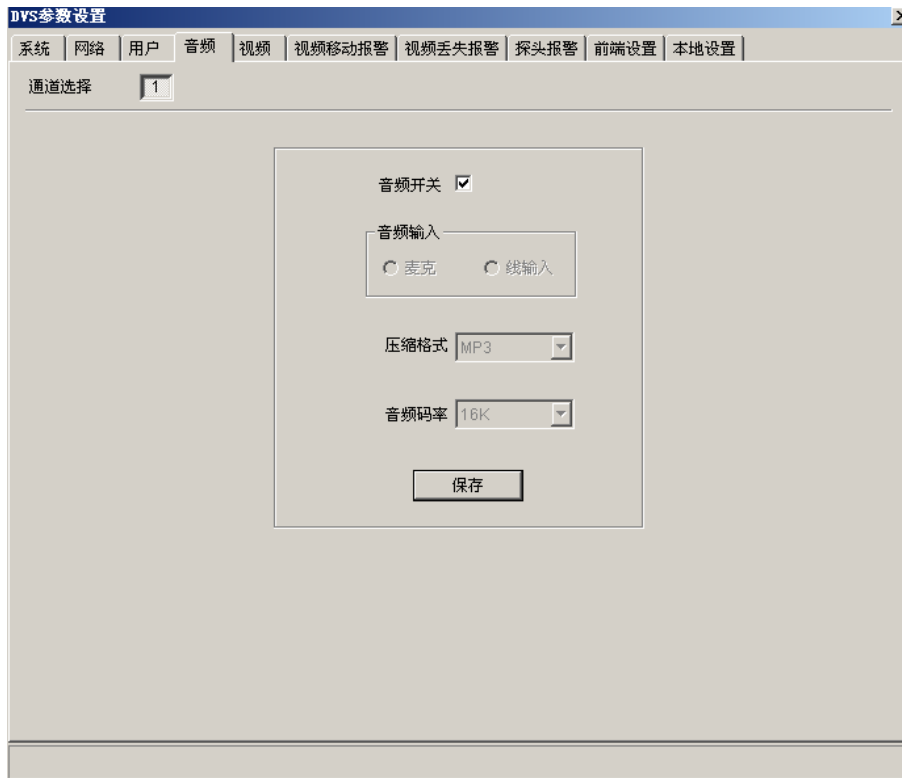 DVS参数设置
系统 网络 用户 音频 视频 视频移动报警 视频丢失报警 探头报警 前端设置 本地设置
通道选择 1
音频开关
音频输入
麦克 线输入
压缩格式 MP3
音频码率 16K
保存